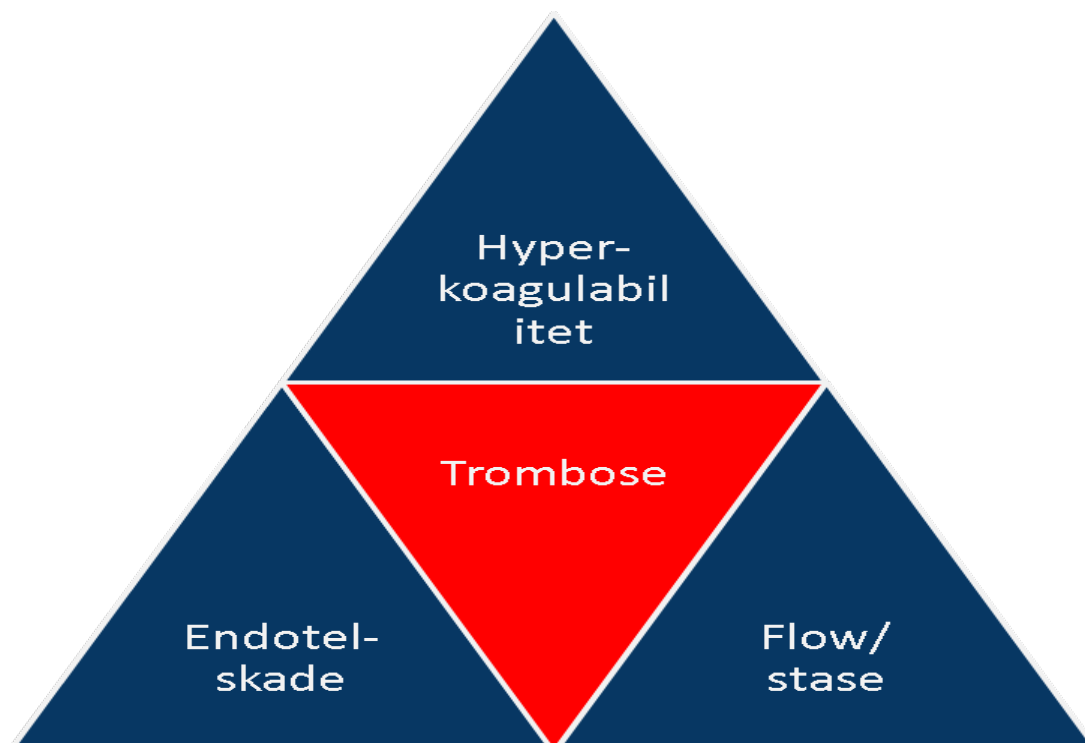 Hyper-
koagulabil
itet
Trombose
Endotel-
skade
Flow/
stase